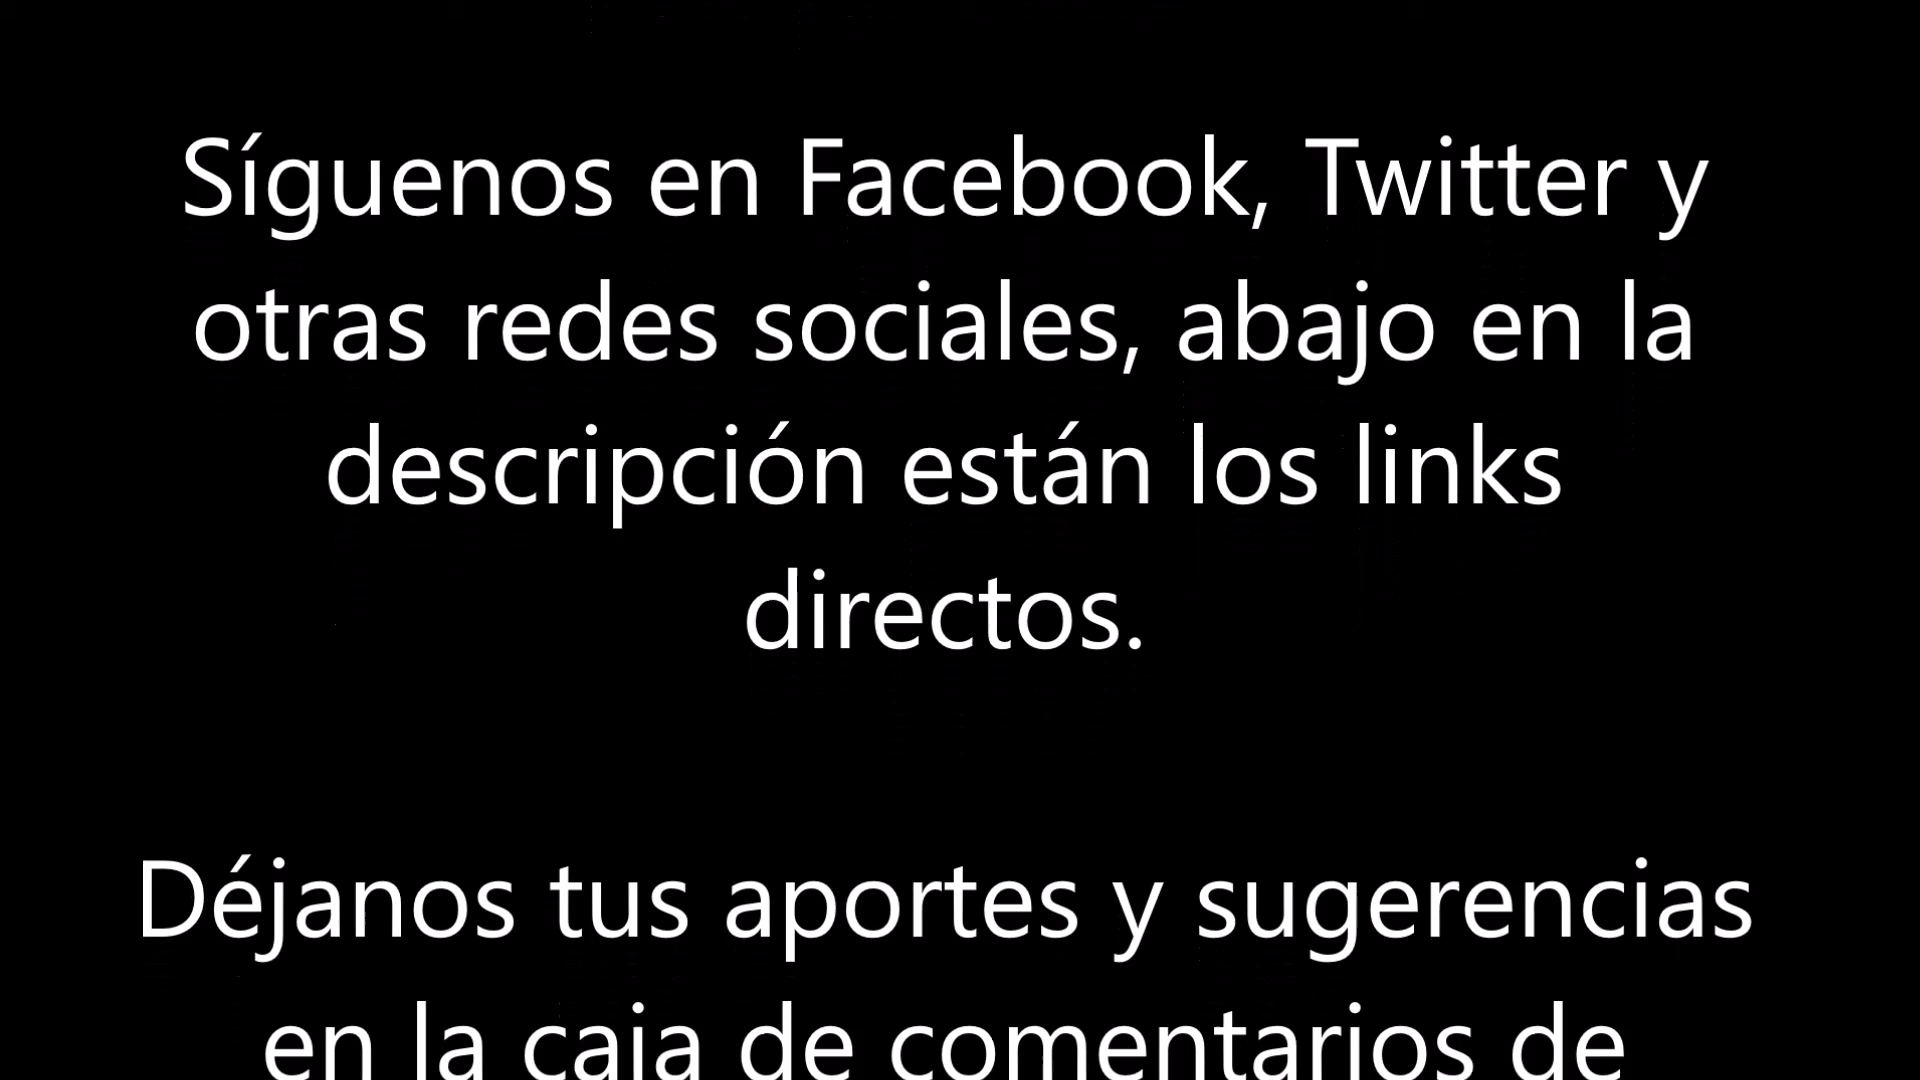 Síguenos en Facebook, Twitter y
otras redes sociales, abajo en la
descripción están los links
directos.
Déjanos tus aportes y sugerencias
en la caja de comentarios de